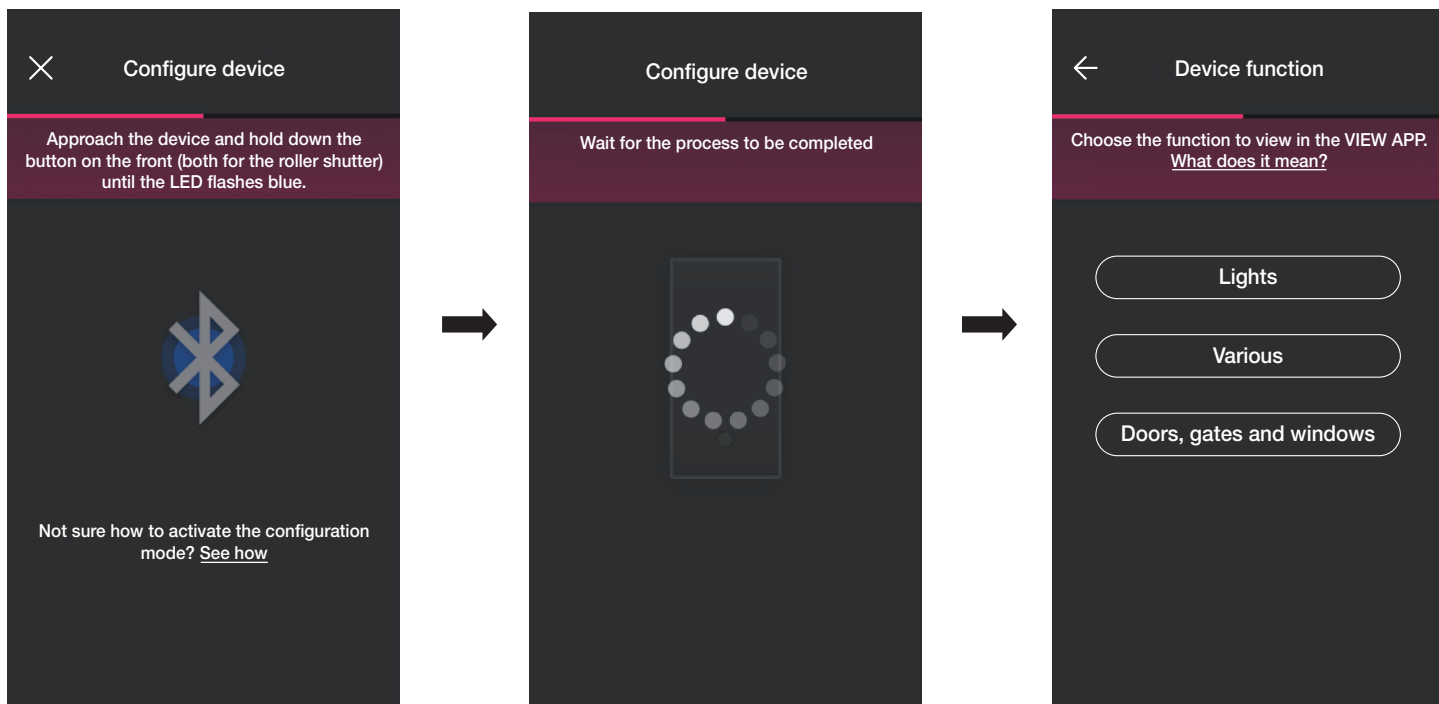 Configure device
Approach the device and hold down the
button on the front (both for the roller shutter)
until the LED flashes blue.
Not sure how to activate the configuration
mode? See how
Configure device
Wait for the process to be completed
Device function
Choose the function to view in the VIEW APP.
What does it mean?
Lights
Various
Doors, gates and windows